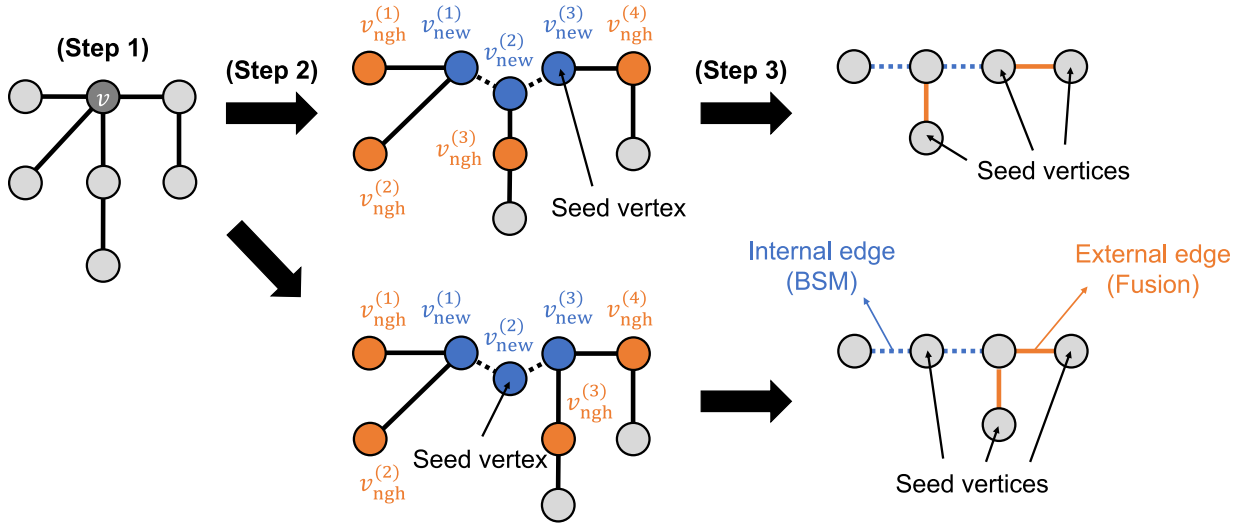 (Step 1)
v
(Step 2)
v_ngh^(1)
v_new^(1)
v_new^(2)
v_new^(3)
v_ngh^(4)
v_ngh^(3)
v_ngh^(2)
Seed vertex
(Step 3)
Seed vertices
v_ngh^(1)
v_new^(1)
v_new^(2)
v_new^(3)
v_ngh^(4)
v_ngh^(3)
v_ngh^(2)
Seed vertex
Internal edge
(BSM)
External edge
(Fusion)
Seed vertices